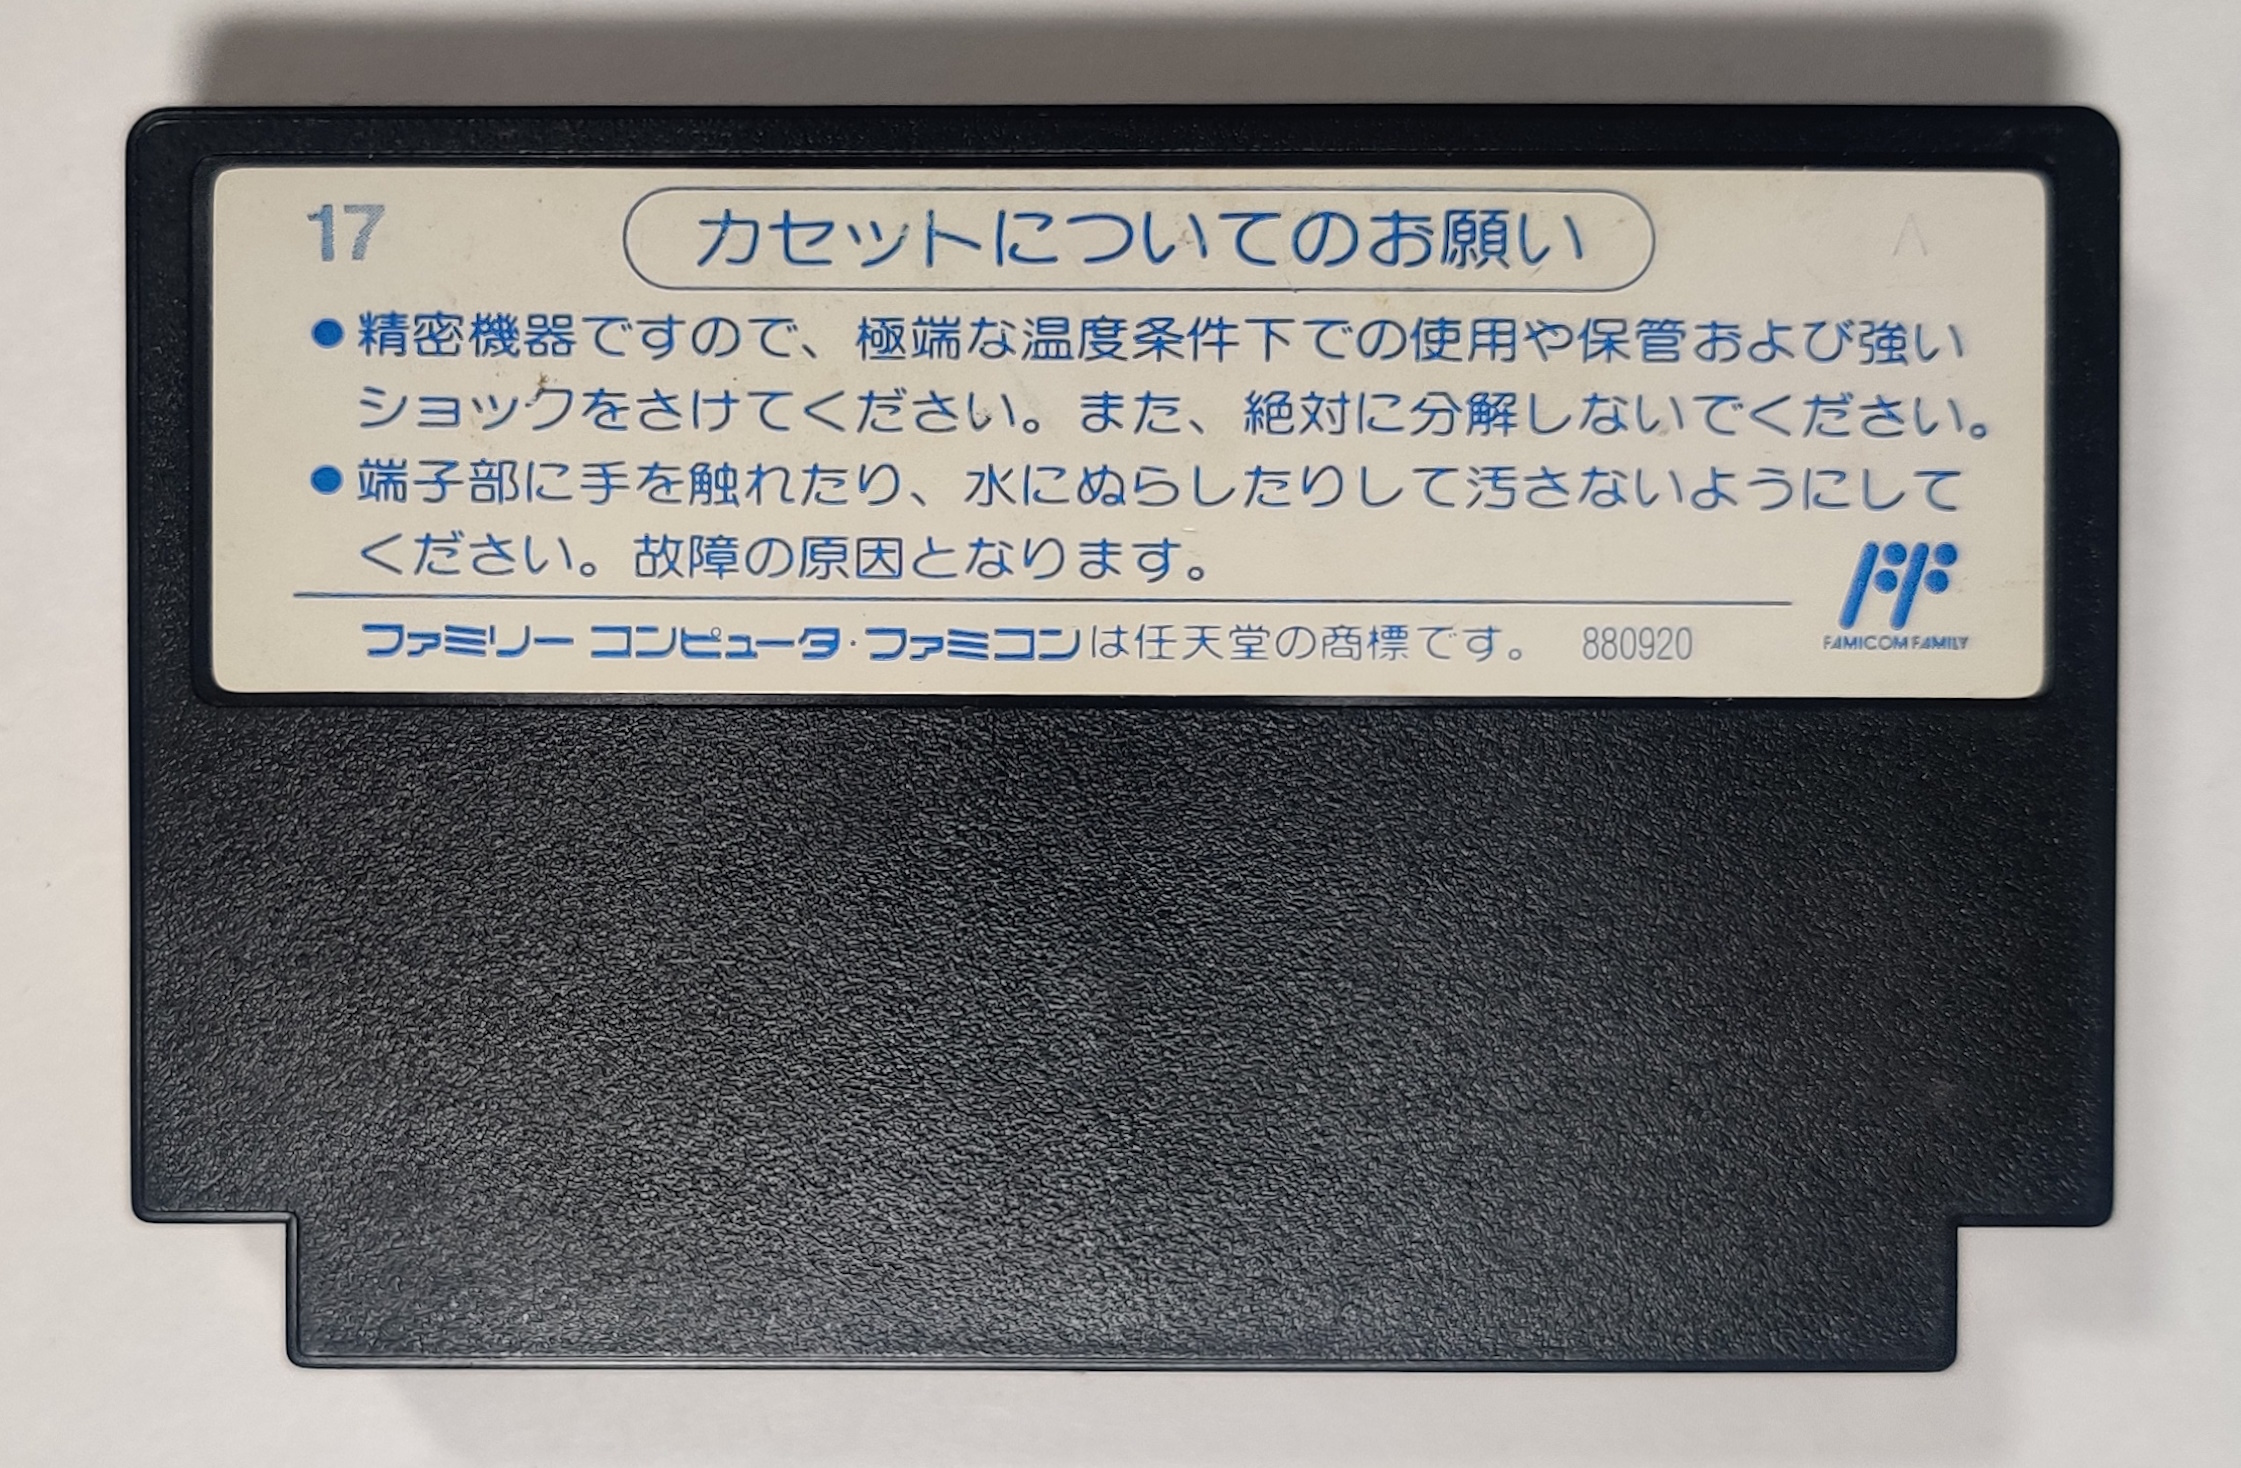 17
カセットについてのお願い
●精密機器ですので、極端な温度条件下での使用や保管および強い
ショックをさけてください。また、絶対に分解しないでください。
●端子部に手を触れたり、水にぬらしたりして汚さないようにして
ください。故障の原因となります。
ファミリー コンピュータ・ファミコンは任天堂の商標です。 880920
FF
FAMICOM FAMILY